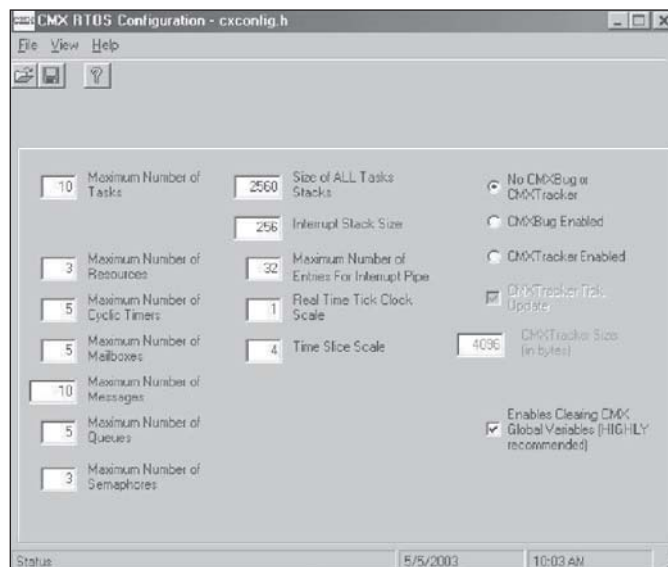 CMX CMX RTOS Configuration - cxconlig.h
File View Help
10 Maximum Number of
Tasks
3 Maximum Number of
Resources
5 Maximum Number of
Cyclic Timers
5 Maximum Number of
Mailboxes
10 Maximum Number of
Messages
5 Maximum Number of
Queues
3 Maximum Number of
Semaphores
2560 Size of ALL Tasks
Stacks
256 Interrupt Stack Size
32 Maximum Number of
Entries For Interrupt Pipe
1 Real Time Tick Clock
Scale
4 Time Slice Scale
No CMXBug or
CMXTracker
CMXBug Enabled
CMXTracker Enabled
CMXTracker Tick
Update
4096 CMXTracker Size
(in bytes)
Enables Clearing CMX
Global Variables (HIGHLY
recommended)
Status 5/5/2003 10:03 AM